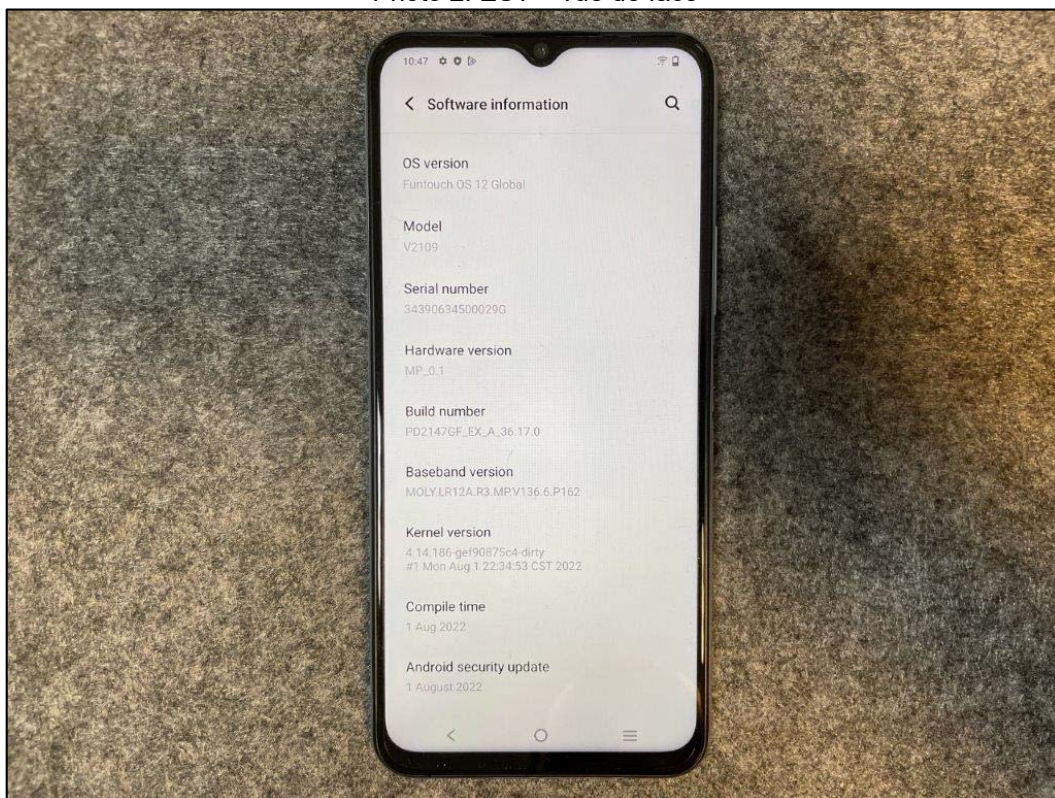 10:47
Software information
OS version
Funtouch OS 12 Global
Model
V2109
Serial number
34390634500029G
Hardware version
MP_0.1
Build number
PD2147GF_EX_A_36.17.0
Baseband version
MOLY.LR12A.R3.MP.V136.6.P162
Kernel version
4.14.186-gef90875c4-dirty
#1 Mon Aug 1 22:34:53 CST 2022
Compile time
1 Aug 2022
Android security update
1 August 2022